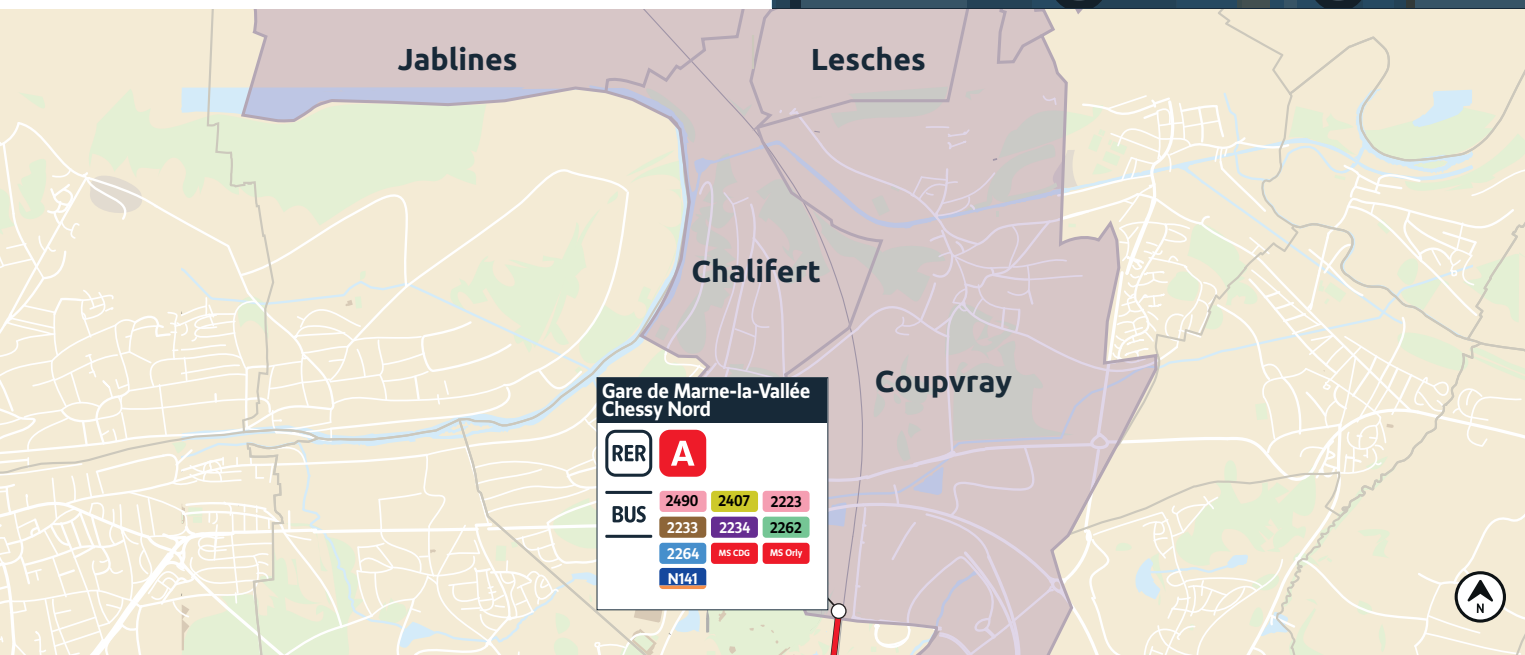 Jablines
Lesches
Chalifert
Coupvray
Gare de Marne-la-Vallée
Chessy Nord
RER A
BUS
2490 2407 2223
2233 2234 2262
2264 MS CDG MS Orly
N141
N